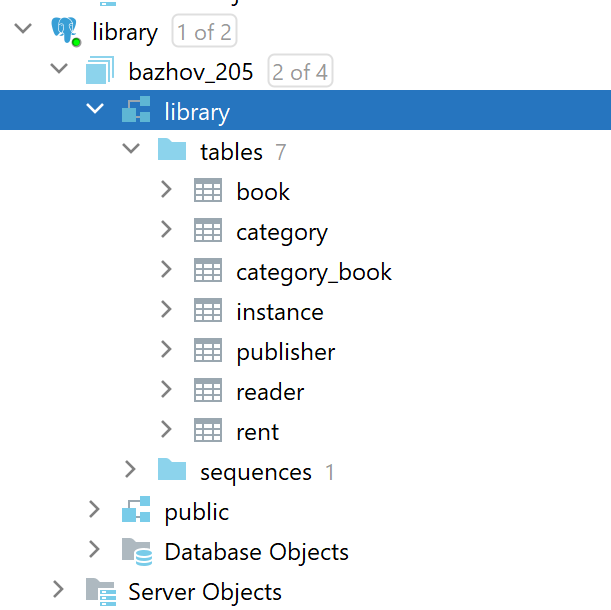 library 1 of 2
bazhov_205 2 of 4
library
tables 7
book
category
category_book
instance
publisher
reader
rent
sequences 1
public
Database Objects
Server Objects